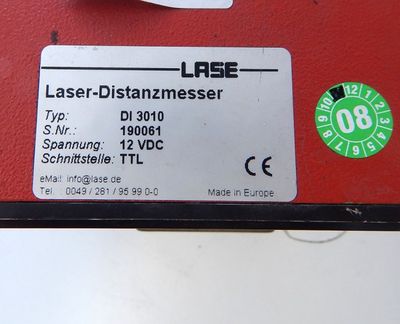 LASE
Laser-Distanzmesser
Typ: DI 3010
S.Nr.: 190061
Spannung: 12 VDC
Schnittstelle: TTL
CE
eMail: info@lase.de
Tel. : 0049 / 281 / 95 99 0-0
Made in Europe
12 1 2 3 4 5 6 7 8 9 10
08